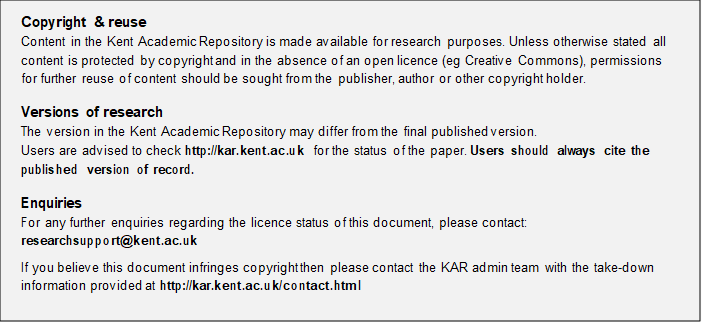 Copyright & reuse
Content in the Kent Academic Repository is made available for research purposes. Unless otherwise stated all
content is protected by copyright and in the absence of an open licence (eg Creative Commons), permissions
for further reuse of content should be sought from the publisher, author or other copyright holder.
Versions of research
The version in the Kent Academic Repository may differ from the final published version.
Users are advised to check http://kar.kent.ac.uk for the status of the paper. Users should always cite the
published version of record.
Enquiries
For any further enquiries regarding the licence status of this document, please contact:
researchsupport@kent.ac.uk
If you believe this document infringes copyright then please contact the KAR admin team with the take-down
information provided at http://kar.kent.ac.uk/contact.html